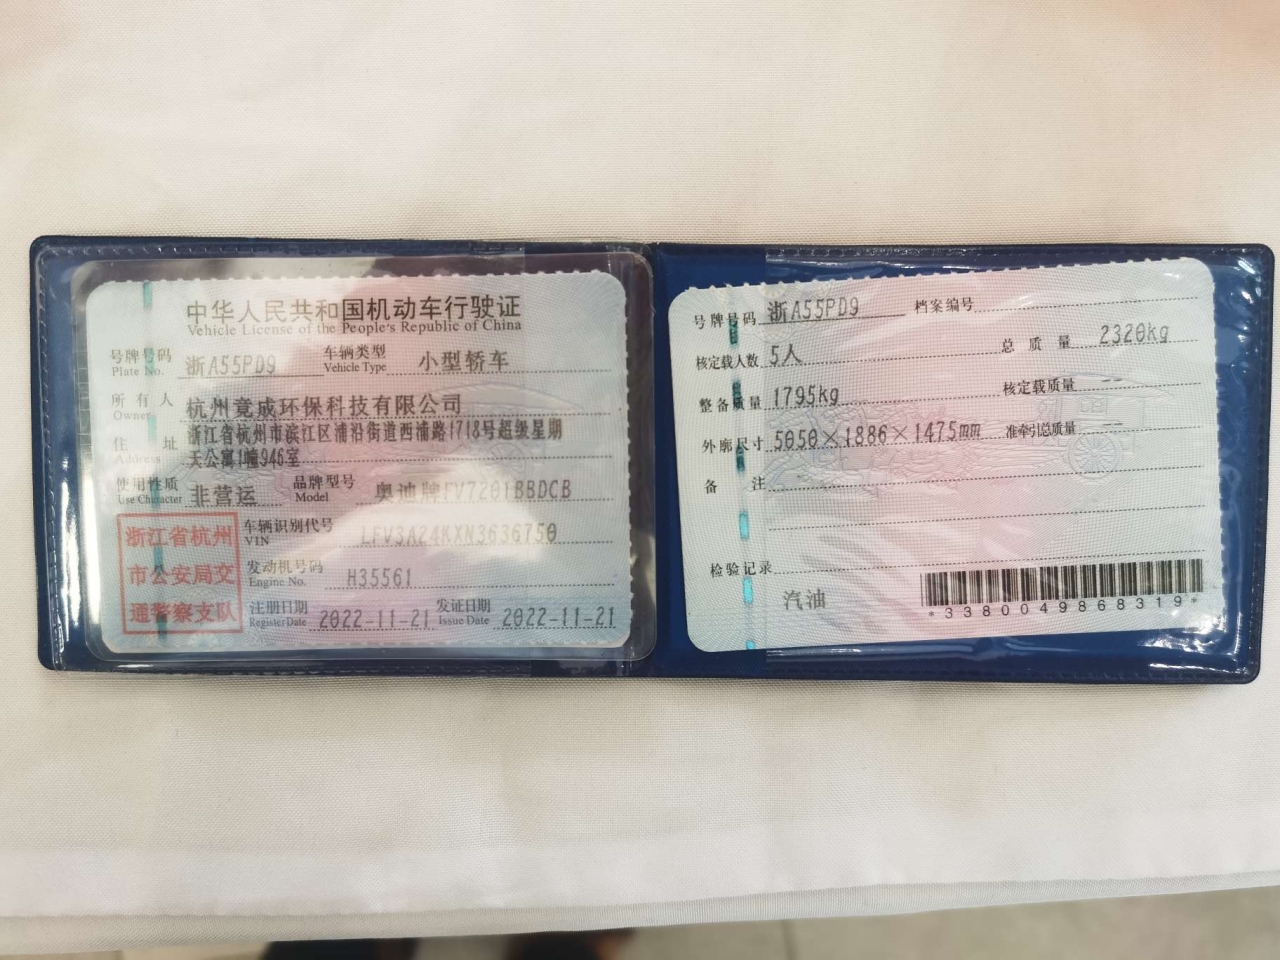 中华人民共和国机动车行驶证
Vehicle License of the People's Republic of China
号牌号码 浙A55PD9 车辆类型 小型轿车
Plate No. Vehicle Type
所有人 杭州竟成环保科技有限公司
Owner
住址 浙江省杭州市滨江区浦沿街道西浦路1718号超级星期
Address 天公寓1幢946室
使用性质 非营运 品牌型号 奥迪牌FV7201BBDCB
Use Character Model
浙江省杭州
市公安局交
通警察支队
车辆识别代号 LFV3A24KXN3636750
VIN
发动机号码 H35561
Engine No.
注册日期 2022-11-21 发证日期 2022-11-21
Register Date Issue Date
号牌号码 浙A55PD9 档案编号
核定载人数 5人 总质量 2320kg
整备质量 1795kg 核定载质量 --
外廓尺寸 5050×1886×1475mm 准牵引总质量 --
备注
检验记录
汽油
*3380049868319*